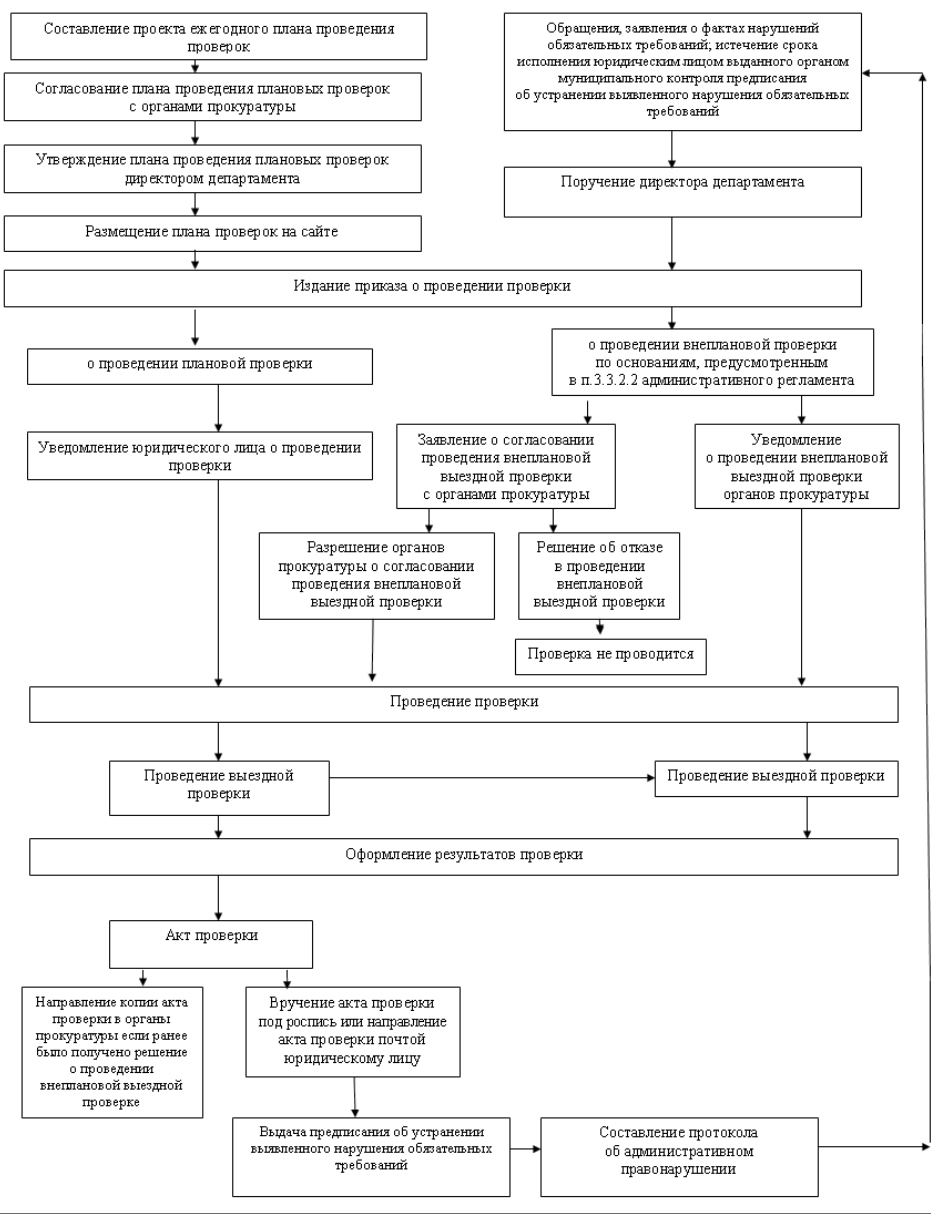 Составление проекта ежегодного плана проведения
проверок
Согласование плана проведения плановых проверок
с органами прокуратуры
Утверждение плана проведения плановых проверок
директором департамента
Размещение плана проверок на сайте
Обращения, заявления о фактах нарушений
обязательных требований; истечение срока
исполнения юридическим лицом выданного органом
муниципального контроля предписания
об устранении выявленного нарушения обязательных
требований
Поручение директора департамента
Издание приказа о проведении проверки
о проведении плановой проверки
о проведении внеплановой проверки
по основаниям, предусмотренным
в п.3.3.2.2 административного регламента
Уведомление юридического лица о проведении
проверки
Заявление о согласовании
проведения внеплановой
выездной проверки
с органами прокуратуры
Уведомление
о проведении внеплановой
выездной проверки
органов прокуратуры
Разрешение органов
прокуратуры о согласовании
проведения внеплановой
выездной проверки
Решение об отказе
в проведении
внеплановой
выездной проверки
Проверка не проводится
Проведение проверки
Проведение выездной
проверки
Проведение выездной проверки
Оформление результатов проверки
Акт проверки
Направление копии акта
проверки в органы
прокуратуры если ранее
было получено решение
о проведении
внеплановой выездной
проверке
Вручение акта проверки
под роспись или направление
акта проверки почтой
юридическому лицу
Выдача предписания об устранении
выявленного нарушения обязательных
требований
Составление протокола
об административном
правонарушении